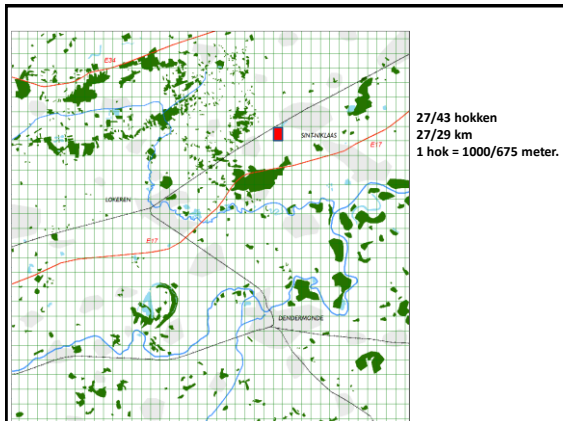 E34
27/43 hokken
27/29 km
1 hok = 1000/675 meter.
SINT-NIKLAAS
E17
LOKEREN
E17
DENDERMONDE